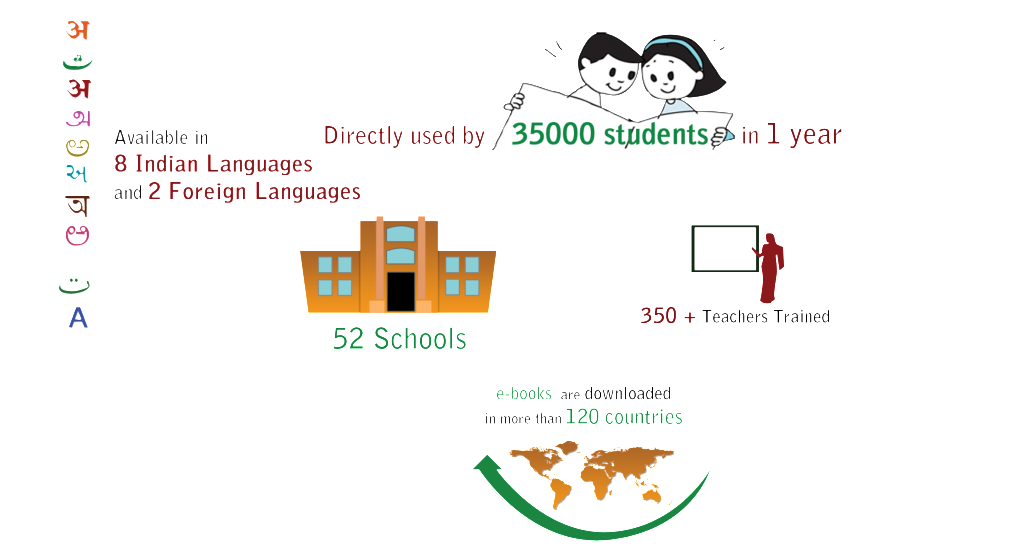 अ
ٿ
अ
அ
అ
અ
অ
ಅ
ت
A
Available in
8 Indian Languages
and 2 Foreign Languages
Directly used by 35000 students in 1 year
52 Schools
350 + Teachers Trained
e-books are downloaded
in more than 120 countries